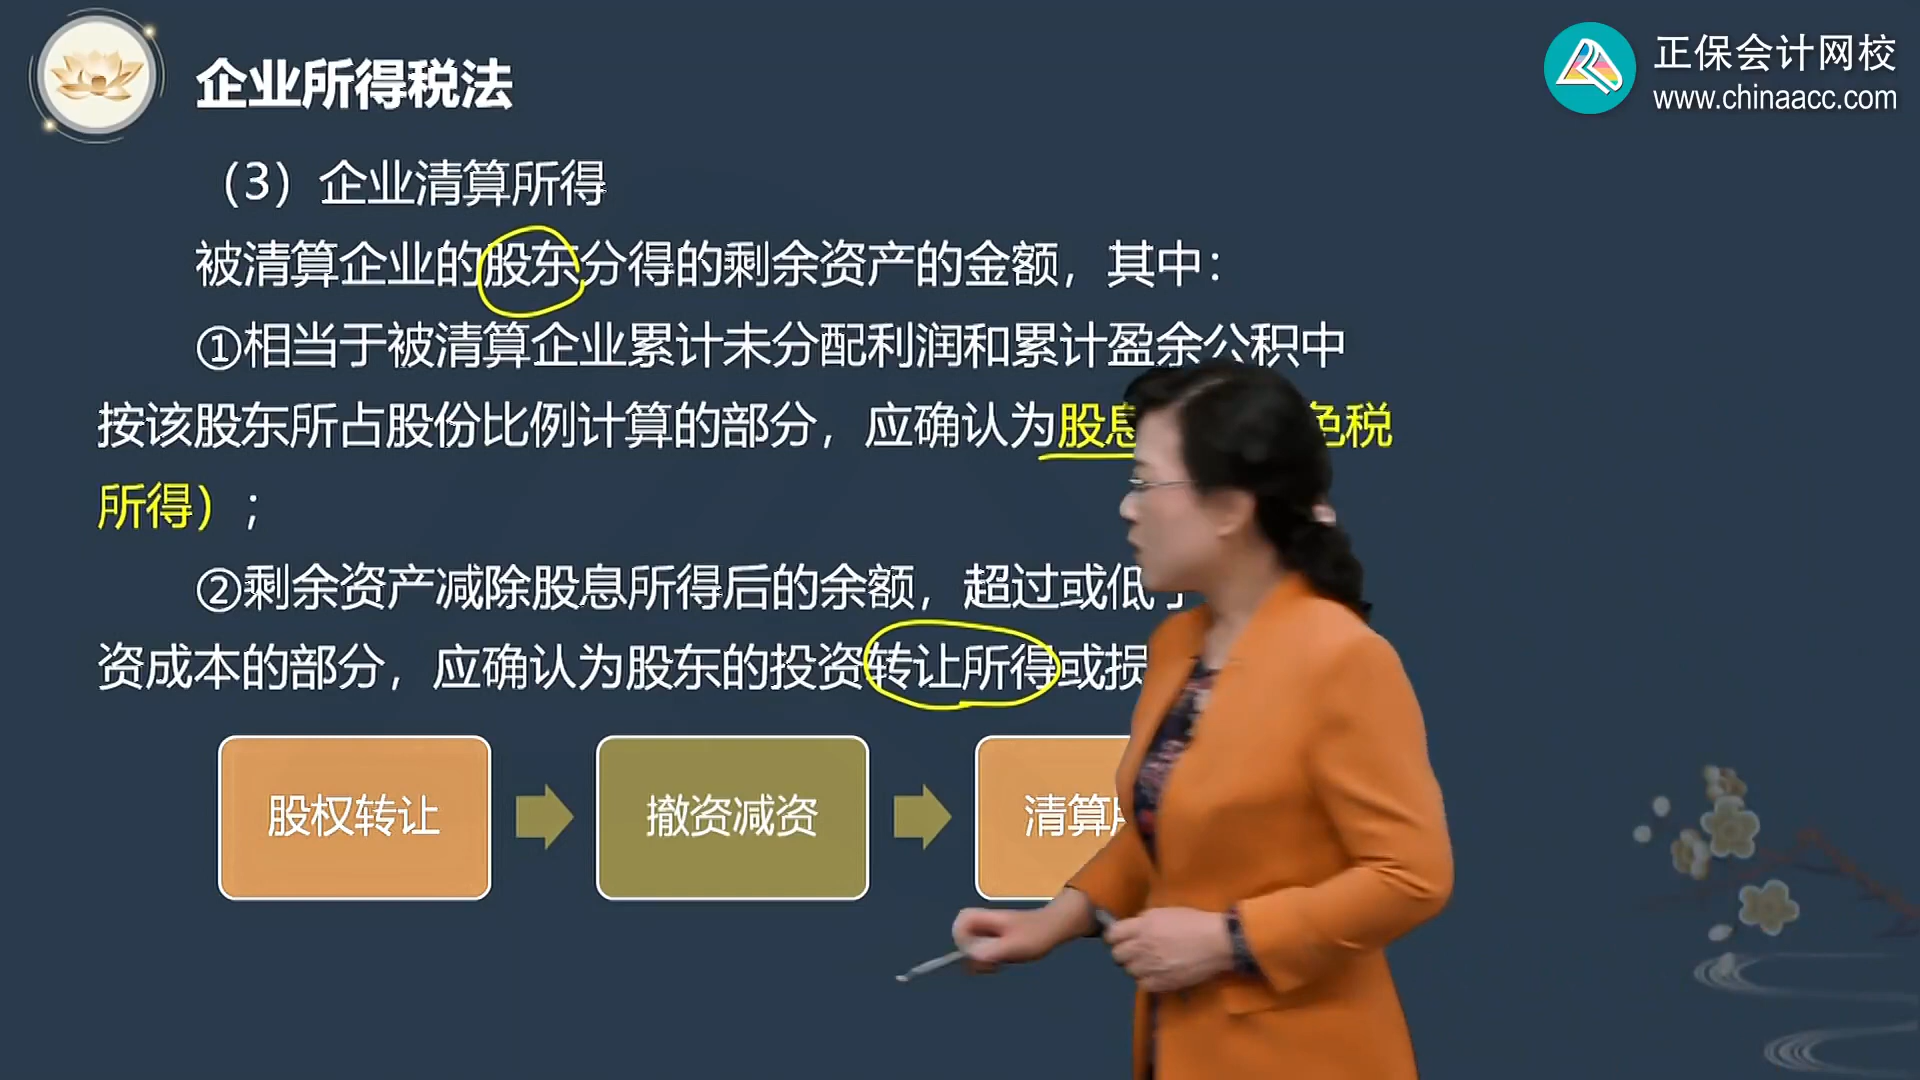 企业所得税法
正保会计网校
www.chinaacc.com
（3）企业清算所得
被清算企业的股东分得的剩余资产的金额，其中：
①相当于被清算企业累计未分配利润和累计盈余公积中
按该股东所占股份比例计算的部分，应确认为股息 免税
所得）；
②剩余资产减除股息所得后的余额，超过或低于
资成本的部分，应确认为股东的投资转让所得或损
股权转让
撤资减资
清算